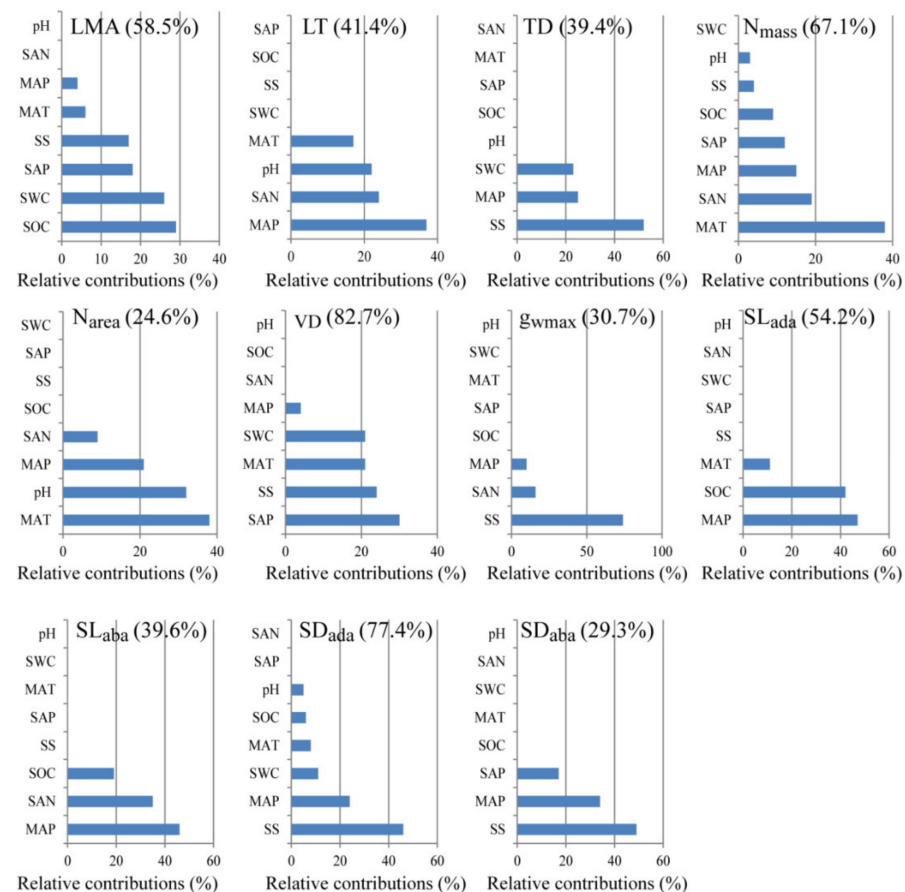 LMA (58.5%)
pH
SAN
MAP
MAT
SS
SAP
SWC
SOC
0 10 20 30 40
Relative contributions (%)
LT (41.4%)
SAP
SOC
SS
SWC
MAT
pH
SAN
MAP
0 20 40
Relative contributions (%)
TD (39.4%)
SAN
MAT
SAP
SOC
pH
SWC
MAP
SS
0 20 40 60
Relative contributions (%)
Nmass (67.1%)
SWC
pH
SS
SOC
SAP
MAP
SAN
MAT
0 20 40
Relative contributions (%)
Narea (24.6%)
SWC
SAP
SS
SOC
SAN
MAP
pH
MAT
0 20 40
Relative contributions (%)
VD (82.7%)
pH
SOC
SAN
MAP
SWC
MAT
SS
SAP
0 20 40
Relative contributions (%)
gwmax (30.7%)
pH
SWC
MAT
SAP
SOC
MAP
SAN
SS
0 50 100
Relative contributions (%)
SLada (54.2%)
pH
SAN
SWC
SAP
SS
MAT
SOC
MAP
0 20 40 60
Relative contributions (%)
SLaba (39.6%)
pH
SWC
MAT
SAP
SS
SOC
SAN
MAP
0 20 40 60
Relative contributions (%)
SDada (77.4%)
SAN
SAP
pH
SOC
MAT
SWC
MAP
SS
0 20 40 60
Relative contributions (%)
SDaba (29.3%)
pH
SAN
SWC
MAT
SOC
SAP
MAP
SS
0 20 40 60
Relative contributions (%)